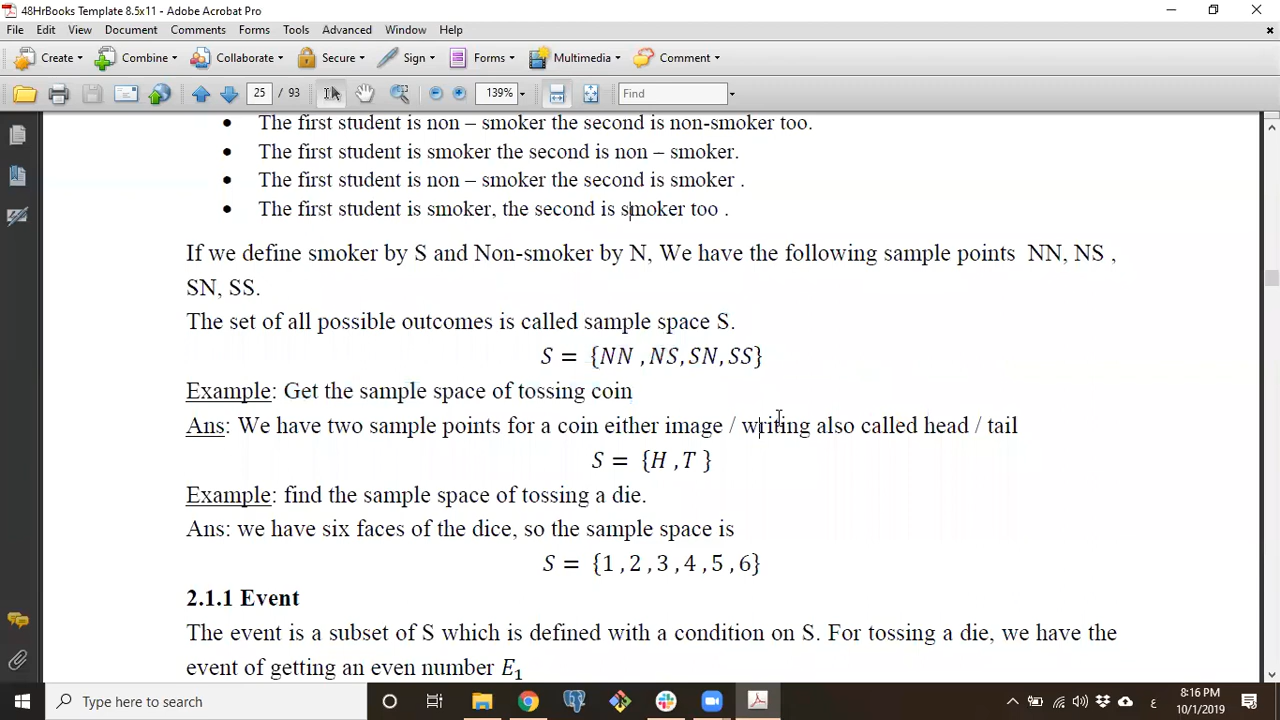 48HrBooks Template 8.5x11 - Adobe Acrobat Pro
File Edit View Document Comments Forms Tools Advanced Window Help
Create Combine Collaborate Secure Sign Forms Multimedia Comment
25 / 93 139% Find
• The first student is non – smoker the second is non-smoker too.
• The first student is smoker the second is non – smoker.
• The first student is non – smoker the second is smoker .
• The first student is smoker, the second is smoker too .
If we define smoker by S and Non-smoker by N, We have the following sample points NN, NS ,
SN, SS.
The set of all possible outcomes is called sample space S.
S = {NN ,NS,SN,SS}
Example: Get the sample space of tossing coin
Ans: We have two sample points for a coin either image / writing also called head / tail
S = {H ,T }
Example: find the sample space of tossing a die.
Ans: we have six faces of the dice, so the sample space is
S = {1 ,2 ,3 ,4 ,5 ,6}
2.1.1 Event
The event is a subset of S which is defined with a condition on S. For tossing a die, we have the
event of getting an even number E₁
Type here to search
ع 8:16 PM
10/1/2019